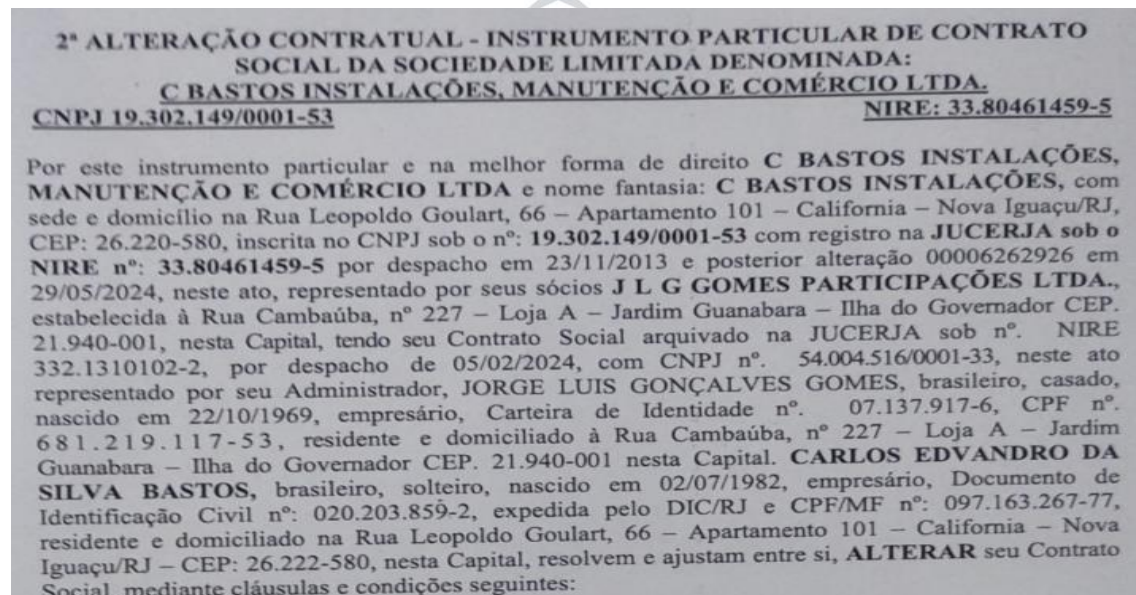 2ª ALTERAÇÃO CONTRATUAL - INSTRUMENTO PARTICULAR DE CONTRATO
SOCIAL DA SOCIEDADE LIMITADA DENOMINADA:
C BASTOS INSTALAÇÕES, MANUTENÇÃO E COMÉRCIO LTDA.
CNPJ 19.302.149/0001-53 NIRE: 33.80461459-5
Por este instrumento particular e na melhor forma de direito C BASTOS INSTALAÇÕES,
MANUTENÇÃO E COMÉRCIO LTDA e nome fantasia: C BASTOS INSTALAÇÕES, com
sede e domicílio na Rua Leopoldo Goulart, 66 – Apartamento 101 – California – Nova Iguaçu/RJ,
CEP: 26.220-580, inscrita no CNPJ sob o nº: 19.302.149/0001-53 com registro na JUCERJA sob o
NIRE nº: 33.80461459-5 por despacho em 23/11/2013 e posterior alteração 00006262926 em
29/05/2024, neste ato, representado por seus sócios J L G GOMES PARTICIPAÇÕES LTDA.,
estabelecida à Rua Cambaúba, nº 227 – Loja A – Jardim Guanabara – Ilha do Governador CEP.
21.940-001, nesta Capital, tendo seu Contrato Social arquivado na JUCERJA sob nº. NIRE
332.1310102-2, por despacho de 05/02/2024, com CNPJ nº. 54.004.516/0001-33, neste ato
representado por seu Administrador, JORGE LUIS GONÇALVES GOMES, brasileiro, casado,
nascido em 22/10/1969, empresário, Carteira de Identidade nº. 07.137.917-6, CPF nº.
681.219.117-53, residente e domiciliado à Rua Cambaúba, nº 227 – Loja A – Jardim
Guanabara – Ilha do Governador CEP. 21.940-001 nesta Capital. CARLOS EDVANDRO DA
SILVA BASTOS, brasileiro, solteiro, nascido em 02/07/1982, empresário, Documento de
Identificação Civil nº: 020.203.859-2, expedida pelo DIC/RJ e CPF/MF nº: 097.163.267-77,
residente e domiciliado na Rua Leopoldo Goulart, 66 – Apartamento 101 – California – Nova
Iguaçu/RJ – CEP: 26.222-580, nesta Capital, resolvem e ajustam entre si, ALTERAR seu Contrato
Social, mediante cláusulas e condições seguintes: